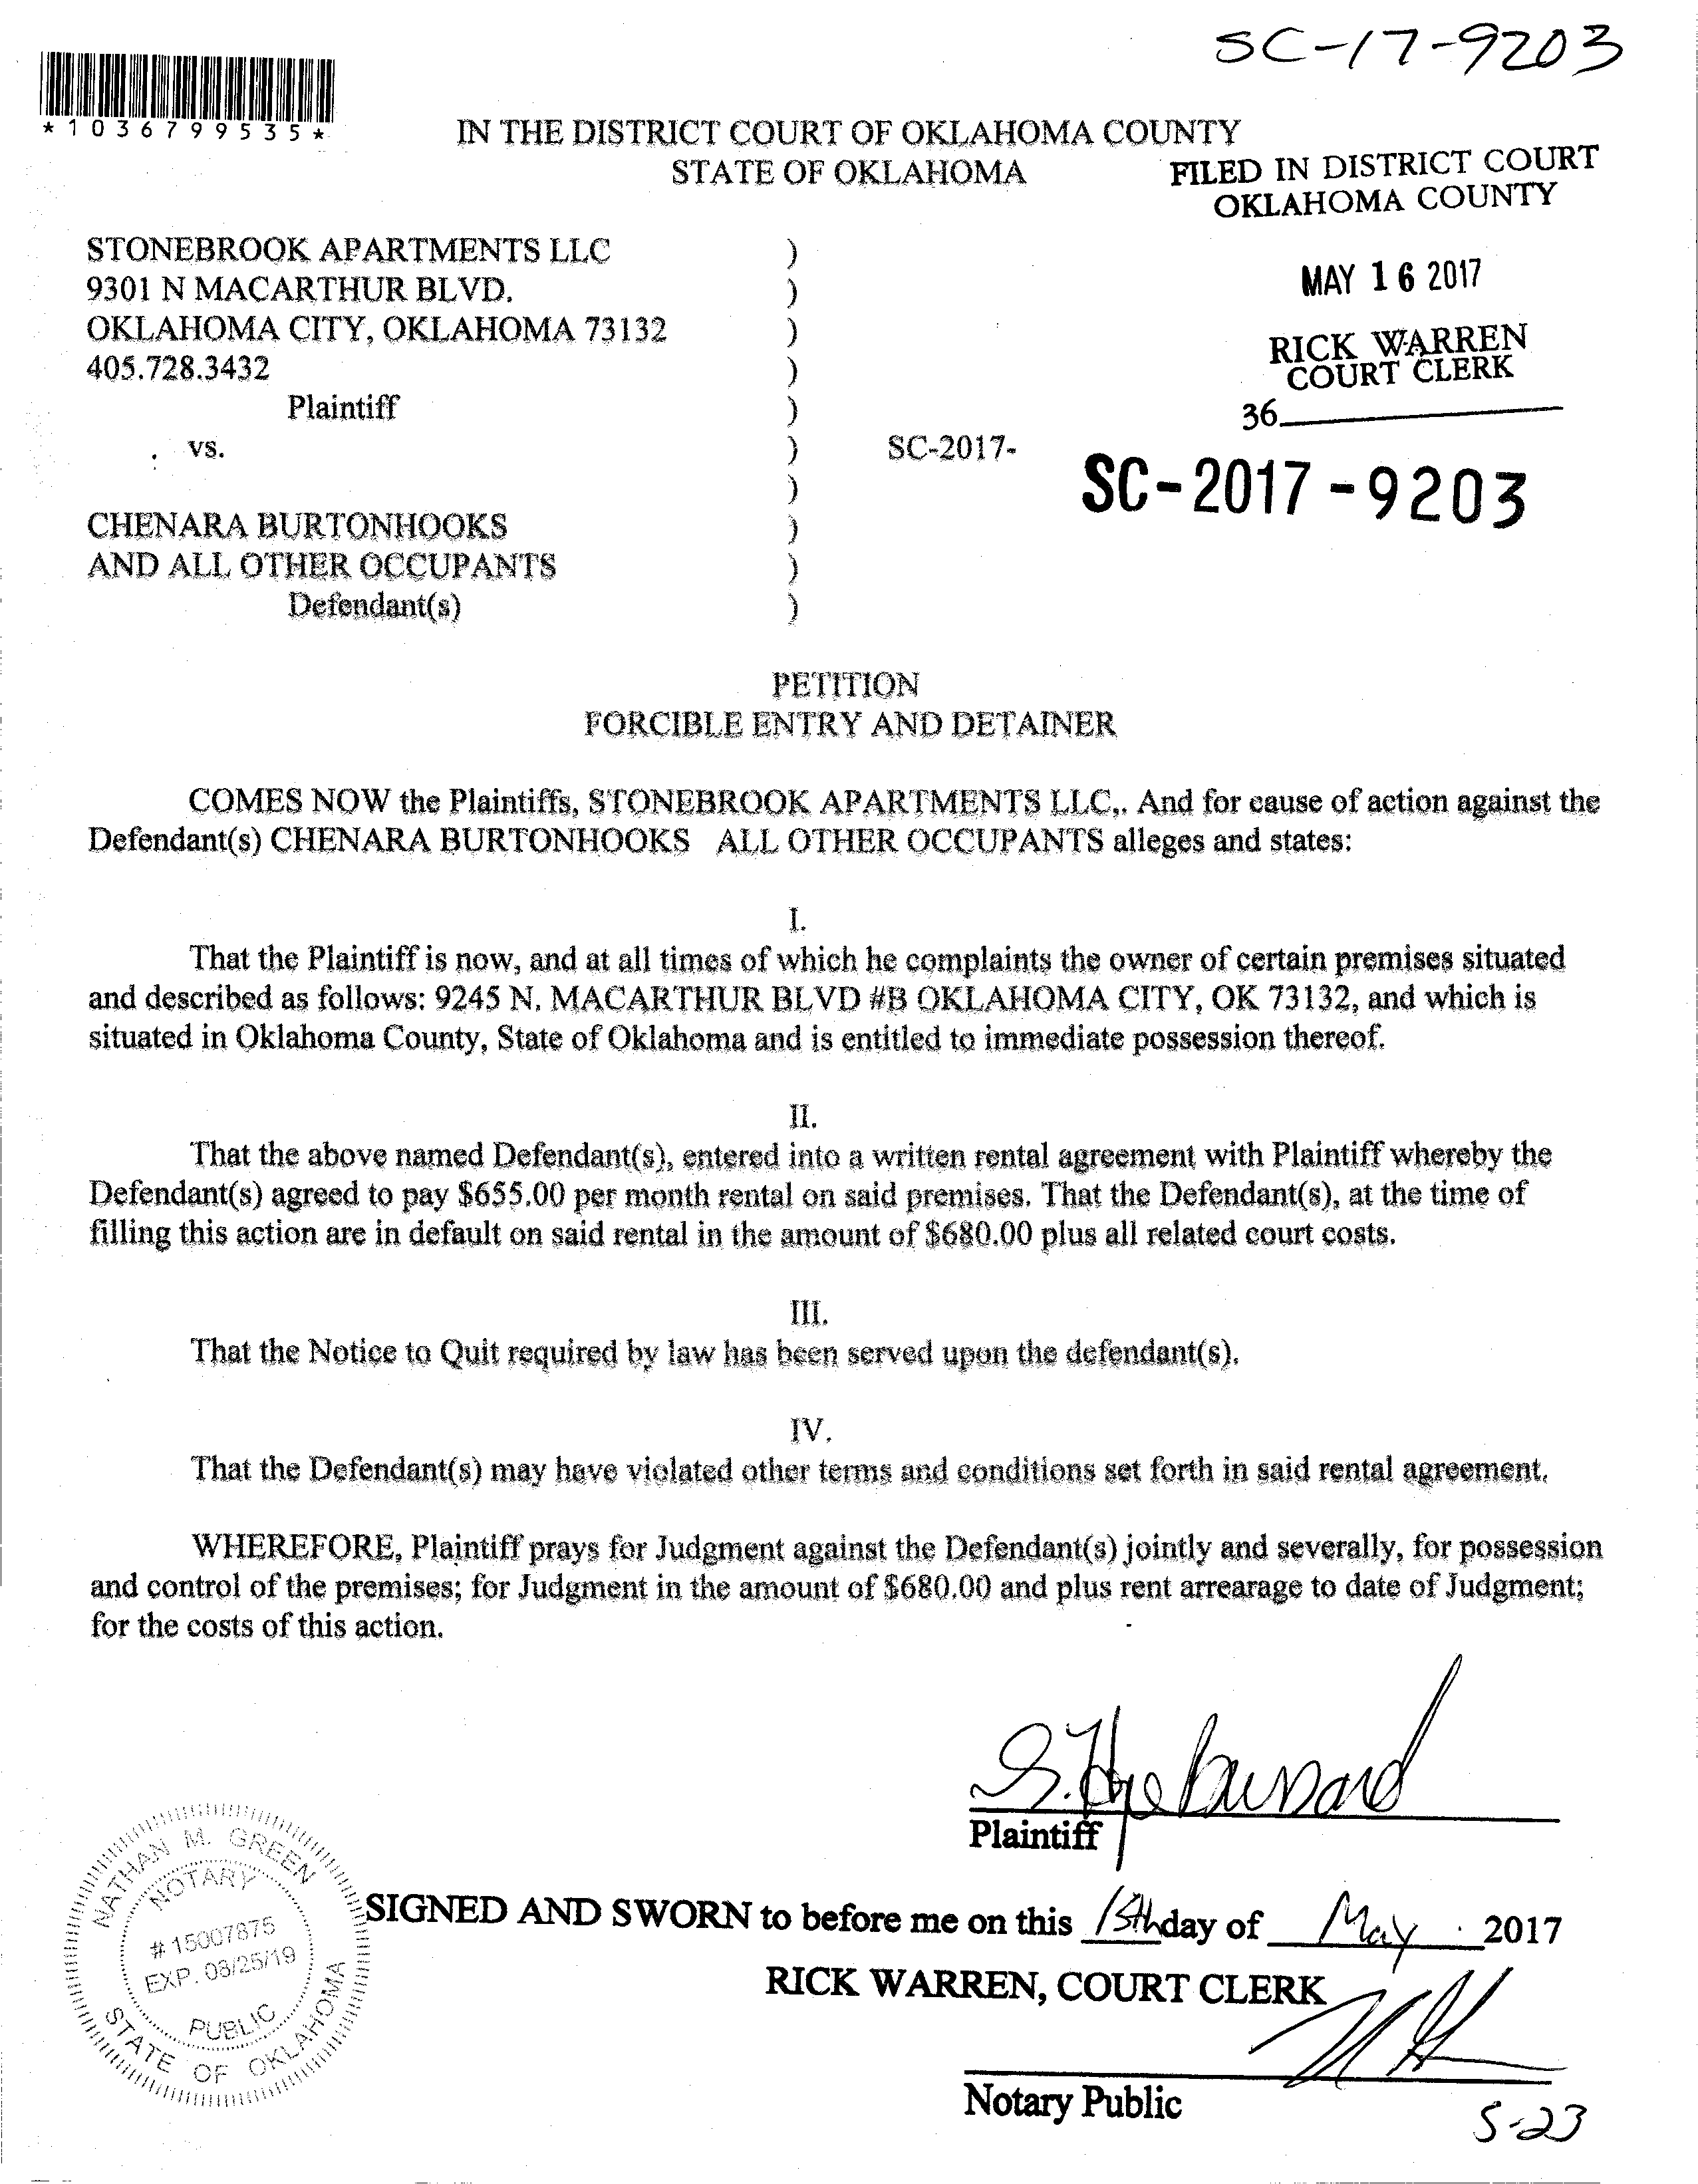 SC-17-9203
*1036799535*
IN THE DISTRICT COURT OF OKLAHOMA COUNTY
STATE OF OKLAHOMA
FILED IN DISTRICT COURT
OKLAHOMA COUNTY
MAY 16 2017
RICK WARREN
COURT CLERK
36
STONEBROOK APARTMENTS LLC )
9301 N MACARTHUR BLVD. )
OKLAHOMA CITY, OKLAHOMA 73132 )
405.728.3432 )
Plaintiff )
vs. ) SC-2017-
SC-2017-9203
)
CHENARA BURTONHOOKS )
AND ALL OTHER OCCUPANTS )
Defendant(s) )
PETITION
FORCIBLE ENTRY AND DETAINER
COMES NOW the Plaintiffs, STONEBROOK APARTMENTS LLC,. And for cause of action against the
Defendant(s) CHENARA BURTONHOOKS ALL OTHER OCCUPANTS alleges and states:
I.
That the Plaintiff is now, and at all times of which he complaints the owner of certain premises situated
and described as follows: 9245 N. MACARTHUR BLVD #B OKLAHOMA CITY, OK 73132, and which is
situated in Oklahoma County, State of Oklahoma and is entitled to immediate possession thereof.
II.
That the above named Defendant(s), entered into a written rental agreement with Plaintiff whereby the
Defendant(s) agreed to pay $655.00 per month rental on said premises. That the Defendant(s), at the time of
filling this action are in default on said rental in the amount of $680.00 plus all related court costs.
III.
That the Notice to Quit required by law has been served upon the defendant(s).
IV.
That the Defendant(s) may have violated other terms and conditions set forth in said rental agreement.
WHEREFORE, Plaintiff prays for Judgment against the Defendant(s) jointly and severally, for possession
and control of the premises; for Judgment in the amount of $680.00 and plus rent arrearage to date of Judgment;
for the costs of this action.
Plaintiff
NATHAN M. GREEN
NOTARY
# 15007875
EXP. 08/25/19
PUBLIC
STATE OF OKLAHOMA
SIGNED AND SWORN to before me on this 15th day of May 2017
RICK WARREN, COURT CLERK
Notary Public
5-23